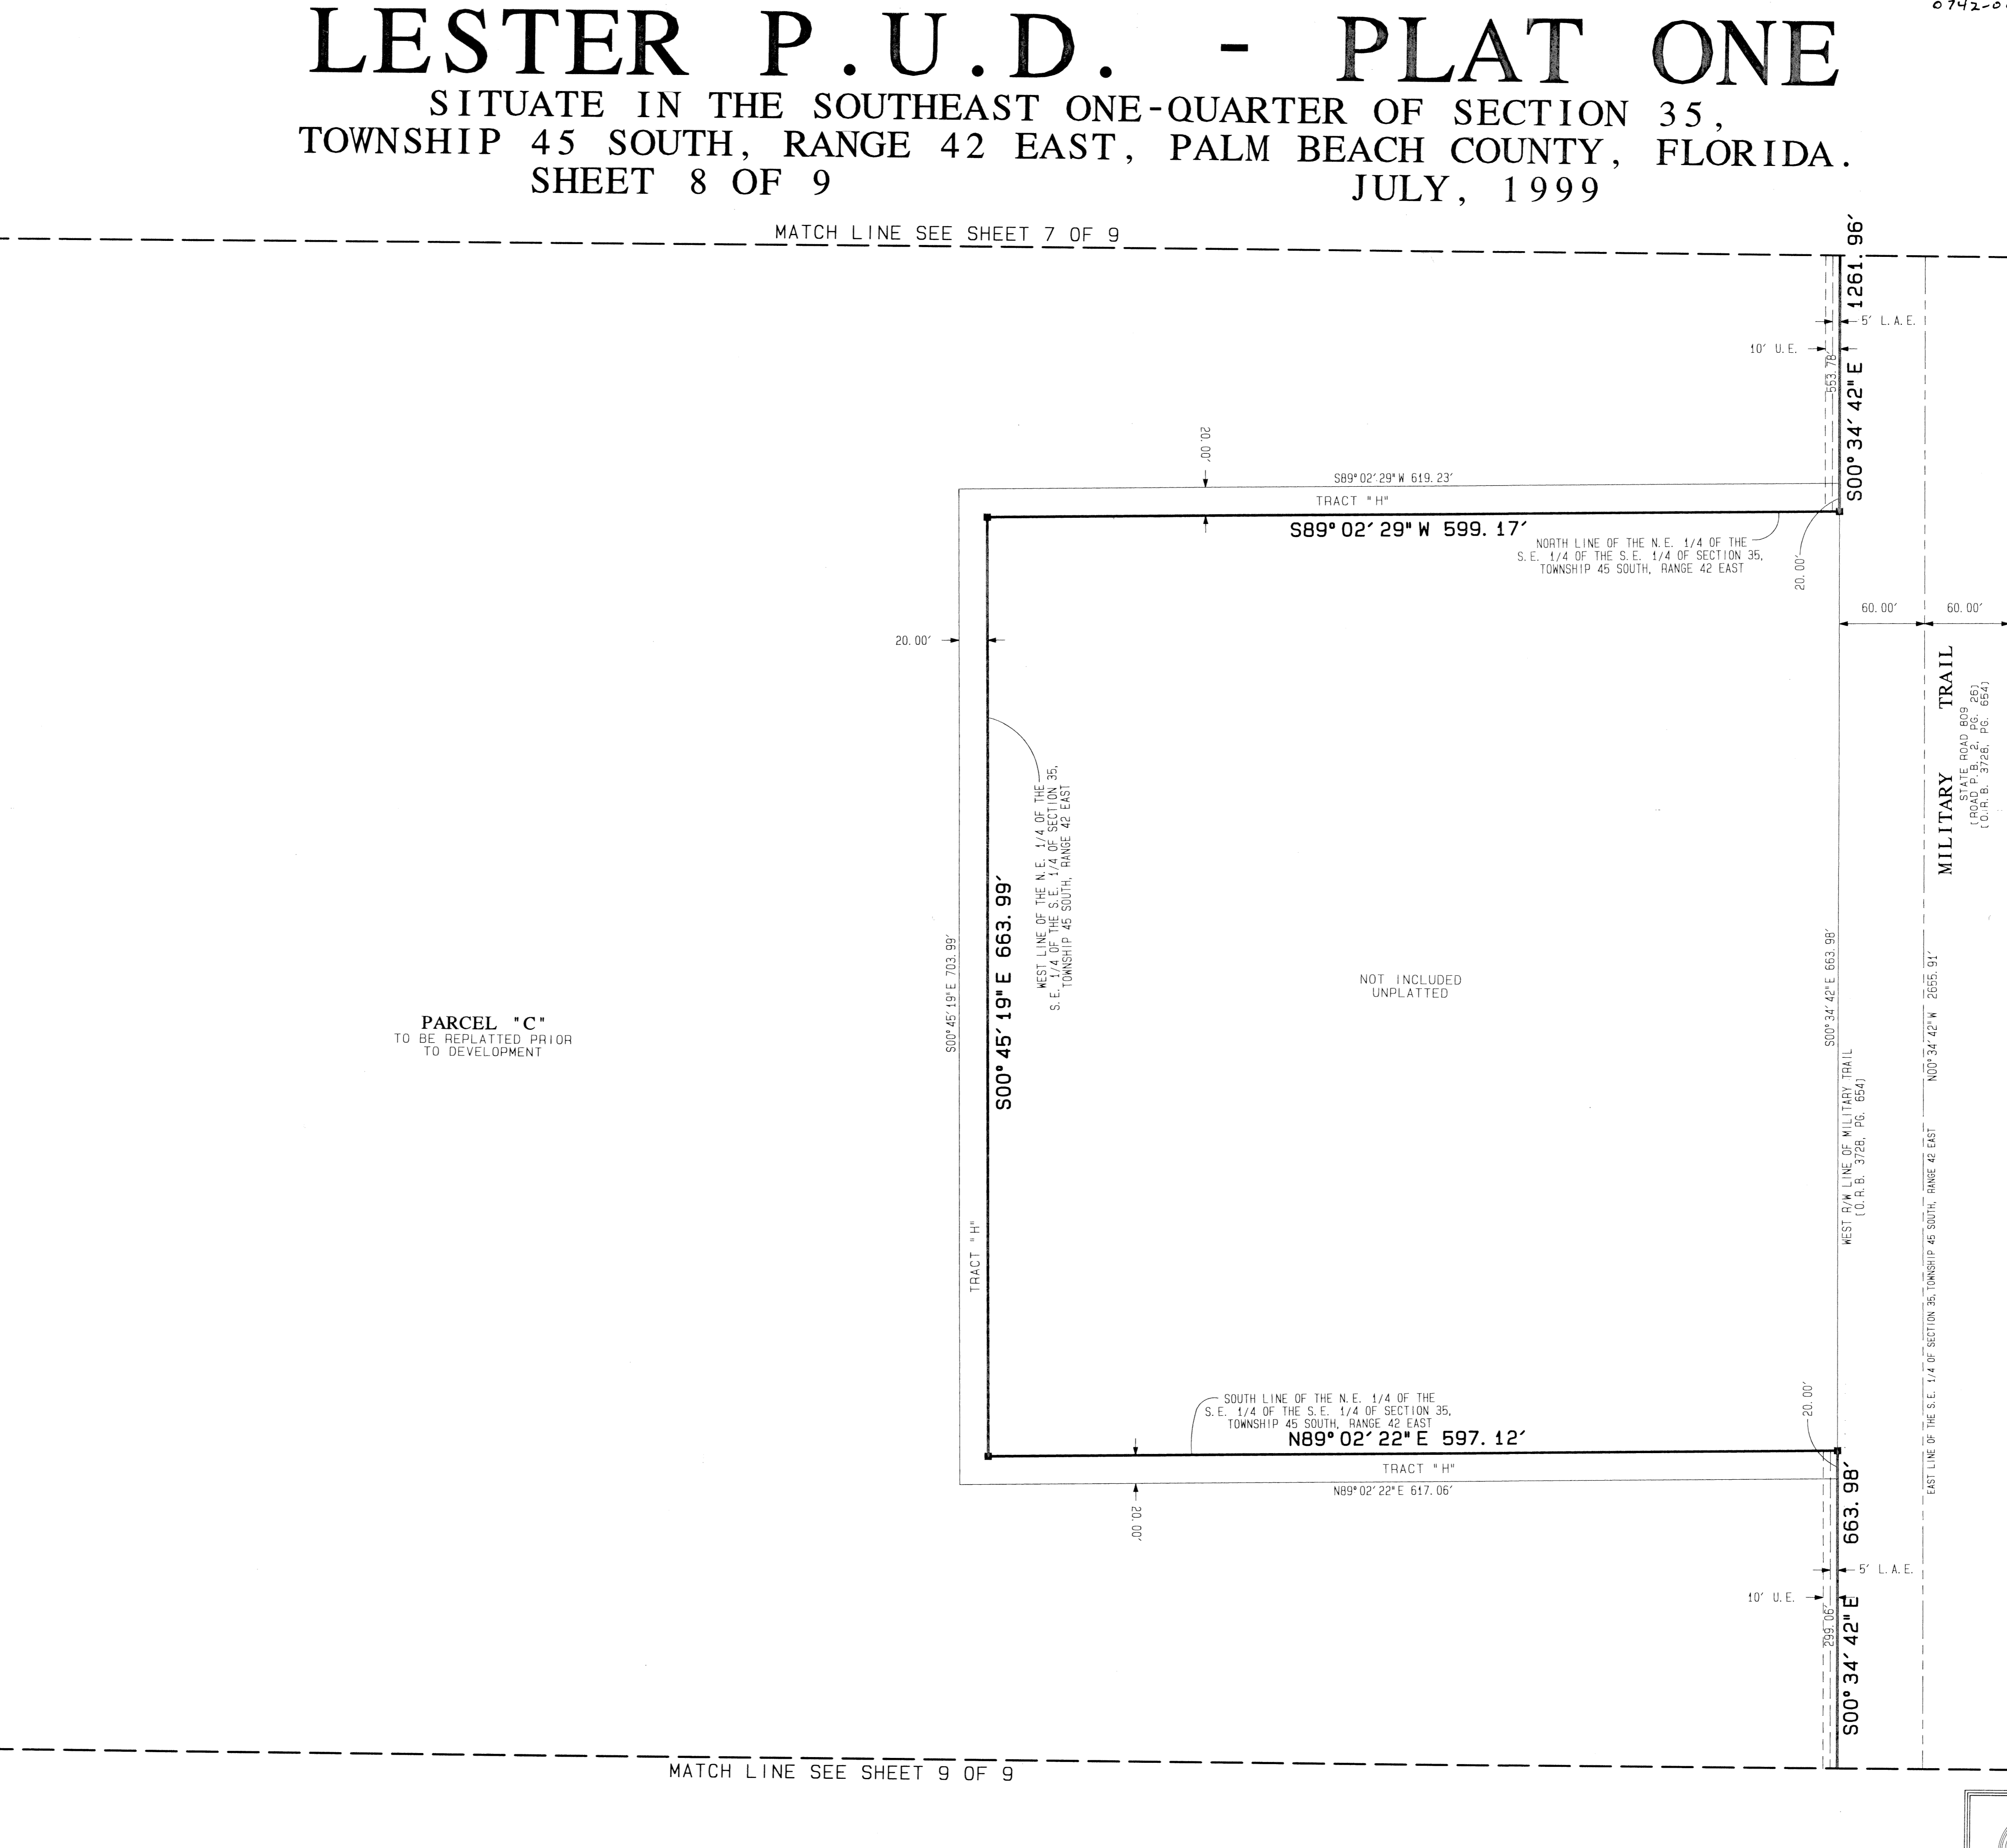 LESTER P.U.D. - PLAT ONE
SITUATE IN THE SOUTHEAST ONE-QUARTER OF SECTION 35,
TOWNSHIP 45 SOUTH, RANGE 42 EAST, PALM BEACH COUNTY, FLORIDA.
SHEET 8 OF 9
JULY, 1999
MATCH LINE SEE SHEET 7 OF 9
S00°34'42"E 1261.96'
5' L.A.E.
10' U.E.
553.78'
20.00'
S89°02'29"W 619.23'
TRACT "H"
S89°02'29"W 599.17'
NORTH LINE OF THE N.E. 1/4 OF THE
S.E. 1/4 OF THE S.E. 1/4 OF SECTION 35,
TOWNSHIP 45 SOUTH, RANGE 42 EAST
20.00'
60.00'
60.00'
20.00'
MILITARY TRAIL
STATE ROAD 809
[ROAD P.B. 2, PG. 26]
[O.R.B. 3728, PG. 654]
WEST LINE OF THE N.E. 1/4 OF THE
S.E. 1/4 OF THE S.E. 1/4 OF SECTION 35,
TOWNSHIP 45 SOUTH, RANGE 42 EAST
S00°45'19"E 703.99'
S00°45'19"E 663.99'
NOT INCLUDED
UNPLATTED
S00°34'42"E 663.98'
N00°34'42"W 2655.91'
PARCEL "C"
TO BE REPLATTED PRIOR
TO DEVELOPMENT
WEST R/W LINE OF MILITARY TRAIL
[O.R.B. 3728, PG. 654]
EAST LINE OF THE S.E. 1/4 OF SECTION 35, TOWNSHIP 45 SOUTH, RANGE 42 EAST
TRACT "H"
SOUTH LINE OF THE N.E. 1/4 OF THE
S.E. 1/4 OF THE S.E. 1/4 OF SECTION 35,
TOWNSHIP 45 SOUTH, RANGE 42 EAST
N89°02'22"E 597.12'
20.00'
TRACT "H"
N89°02'22"E 617.06'
20.00'
S00°34'42"E 663.98'
5' L.A.E.
10' U.E.
299.06'
MATCH LINE SEE SHEET 9 OF 9